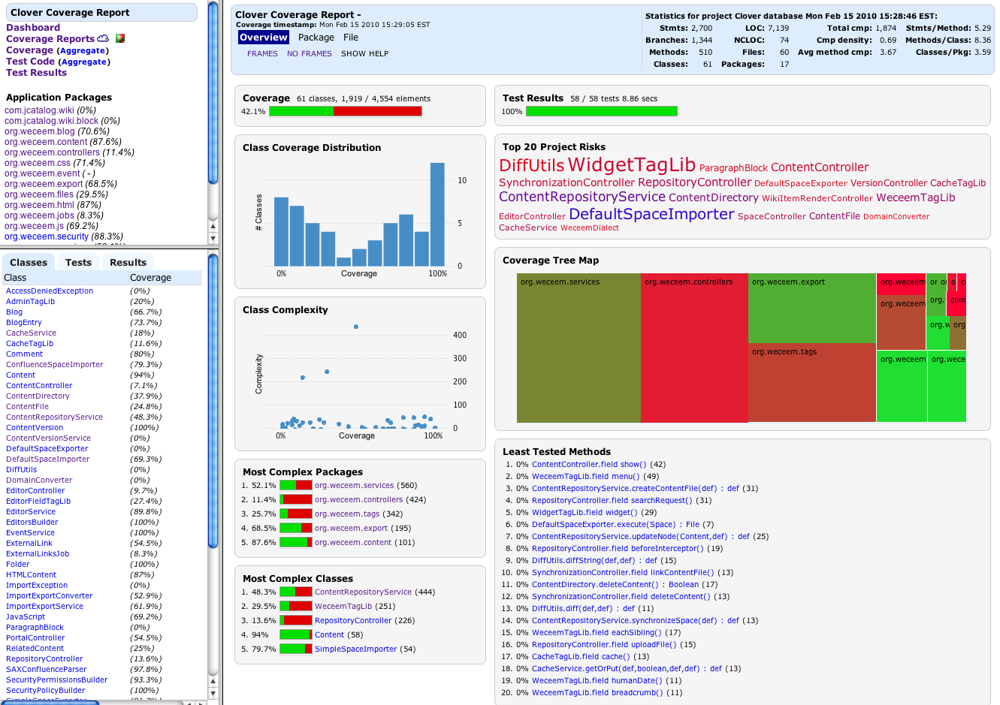 Clover Coverage Report
Dashboard
Coverage Reports
Coverage (Aggregate)
Test Code (Aggregate)
Test Results
Application Packages
com.jcatalog.wiki (0%)
com.jcatalog.wiki.block (0%)
org.weceem.blog (70.6%)
org.weceem.content (87.6%)
org.weceem.controllers (11.4%)
org.weceem.css (71.4%)
org.weceem.event ( - )
org.weceem.export (68.5%)
org.weceem.files (29.5%)
org.weceem.html (87%)
org.weceem.jobs (8.3%)
org.weceem.js (69.2%)
org.weceem.security (88.3%)
Classes Tests Results
Class Coverage
AccessDeniedException (0%)
AdminTagLib (20%)
Blog (66.7%)
BlogEntry (73.7%)
CacheService (18%)
CacheTagLib (11.6%)
Comment (80%)
ConfluenceSpaceImporter (79.3%)
Content (94%)
ContentController (7.1%)
ContentDirectory (37.9%)
ContentFile (24.8%)
ContentRepositoryService (48.3%)
ContentVersion (100%)
ContentVersionService (0%)
DefaultSpaceExporter (0%)
DefaultSpaceImporter (69.3%)
DiffUtils (0%)
DomainConverter (0%)
EditorController (9.7%)
EditorFieldTagLib (27.4%)
EditorService (89.8%)
EditorsBuilder (100%)
EventService (100%)
ExternalLink (54.5%)
ExternalLinksJob (8.3%)
Folder (100%)
HTMLContent (87%)
ImportException (0%)
ImportExportConverter (52.9%)
ImportExportService (61.9%)
JavaScript (69.2%)
ParagraphBlock (0%)
PortalController (54.5%)
RelatedContent (25%)
RepositoryController (13.6%)
SAXConfluenceParser (97.8%)
SecurityPermissionsBuilder (93.3%)
SecurityPolicyBuilder (100%)
Clover Coverage Report -
Coverage timestamp: Mon Feb 15 2010 15:29:05 EST
Overview Package File
FRAMES NO FRAMES SHOW HELP
Statistics for project Clover database Mon Feb 15 2010 15:28:46 EST:
Stmts: 2,700 LOC: 7,139 Total cmp: 1,874 Stmts/Method: 5.29
Branches: 1,344 NCLOC: 74 Cmp density: 0.69 Methods/Class: 8.36
Methods: 510 Files: 60 Avg method cmp: 3.67 Classes/Pkg: 3.59
Classes: 61 Packages: 17
Coverage 61 classes, 1,919 / 4,554 elements
42.1%
Class Coverage Distribution
# Classes
10
5
0
0% Coverage 100%
Class Complexity
Complexity
400
300
200
100
0
0% Coverage 100%
Most Complex Packages
1. 52.1% org.weceem.services (560)
2. 11.4% org.weceem.controllers (424)
3. 25.7% org.weceem.tags (342)
4. 68.5% org.weceem.export (195)
5. 87.6% org.weceem.content (101)
Most Complex Classes
1. 48.3% ContentRepositoryService (444)
2. 29.5% WeceemTagLib (251)
3. 13.6% RepositoryController (226)
4. 94% Content (58)
5. 79.7% SimpleSpaceImporter (54)
Test Results 58 / 58 tests 8.86 secs
100%
Top 20 Project Risks
DiffUtils WidgetTagLib ParagraphBlock ContentController
SynchronizationController RepositoryController DefaultSpaceExporter VersionController CacheTagLib
ContentRepositoryService ContentDirectory WikiItemRenderController WeceemTagLib
EditorController DefaultSpaceImporter SpaceController ContentFile DomainConverter
CacheService WeceemDialect
Coverage Tree Map
org.weceem.services org.weceem.controllers org.weceem.export org.weceem or or o c
org.weceem org. com
org.w org
org.weceem.tags
org.weceem org.wece
Least Tested Methods
1. 0% ContentController.field show() (42)
2. 0% WeceemTagLib.field menu() (49)
3. 0% ContentRepositoryService.createContentFile(def) : def (31)
4. 0% RepositoryController.field searchRequest() (31)
5. 0% WidgetTagLib.field widget() (29)
6. 0% DefaultSpaceExporter.execute(Space) : File (7)
7. 0% ContentRepositoryService.updateNode(Content,def) : def (25)
8. 0% RepositoryController.field beforeInterceptor() (19)
9. 0% DiffUtils.diffString(def,def) : def (15)
10. 0% SynchronizationController.field linkContentFile() (13)
11. 0% ContentDirectory.deleteContent() : Boolean (17)
12. 0% SynchronizationController.field deleteContent() (13)
13. 0% DiffUtils.diff(def,def) : def (11)
14. 0% ContentRepositoryService.synchronizeSpace(def) : def (13)
15. 0% WeceemTagLib.field eachSibling() (17)
16. 0% RepositoryController.field uploadFile() (15)
17. 0% CacheTagLib.field cache() (13)
18. 0% CacheService.getOrPut(def,boolean,def,def) : def (13)
19. 0% WeceemTagLib.field humanDate() (11)
20. 0% WeceemTagLib.field breadcrumb() (11)